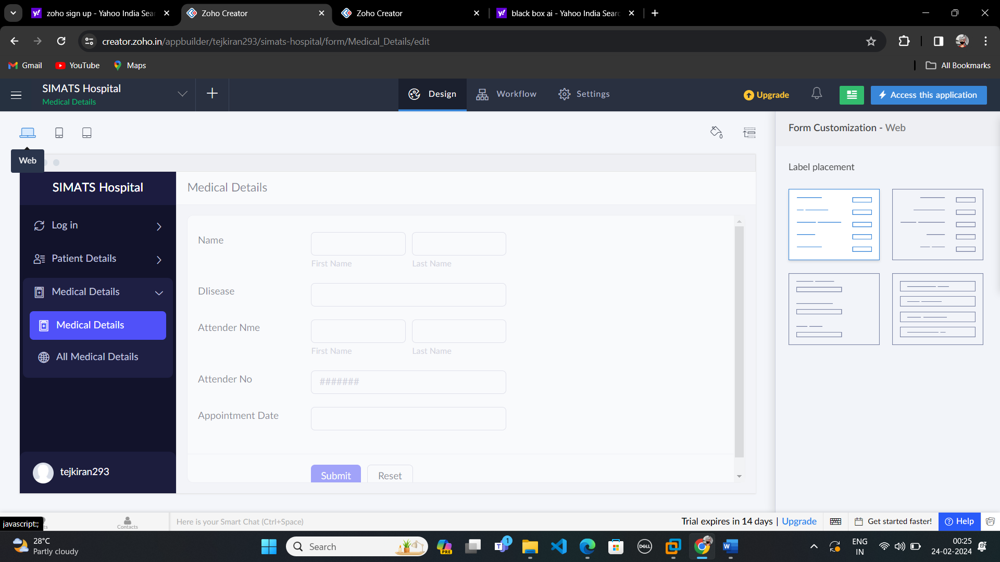 zoho sign up - Yahoo India Sear
Zoho Creator
Zoho Creator
black box ai - Yahoo India Searc
creator.zoho.in/appbuilder/tejkiran293/simats-hospital/form/Medical_Details/edit
Gmail
YouTube
Maps
All Bookmarks
SIMATS Hospital
Medical Details
Design
Workflow
Settings
Upgrade
Access this application
Form Customization - Web
Web
Label placement
SIMATS Hospital
Medical Details
Log in
Patient Details
Medical Details
Medical Details
All Medical Details
tejkiran293
Name
First Name
Last Name
Dlisease
Attender Nme
First Name
Last Name
Attender No
#######
Appointment Date
Submit
Reset
javascript:;
ts
Contacts
Here is your Smart Chat (Ctrl+Space)
Trial expires in 14 days | Upgrade
Get started faster!
Help
28°C
Partly cloudy
Search
PRE
1
DELL
ENG
IN
00:25
24-02-2024